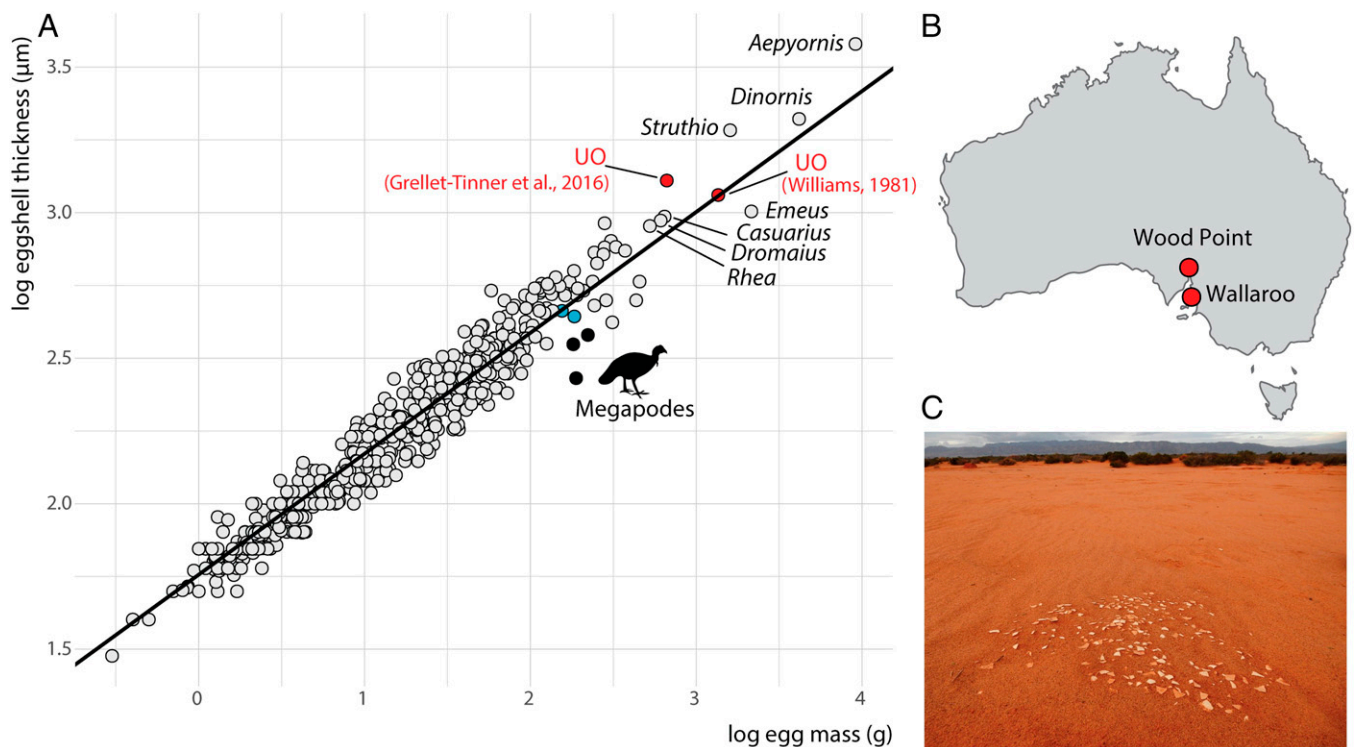 A
log eggshell thickness (µm)
3.5
3.0
2.5
2.0
1.5
Aepyornis
Dinornis
Struthio
UO
(Grellet-Tinner et al., 2016)
UO
(Williams, 1981)
Emeus
Casuarius
Dromaius
Rhea
Megapodes
0
1
2
3
4
log egg mass (g)
B
Wood Point
Wallaroo
C